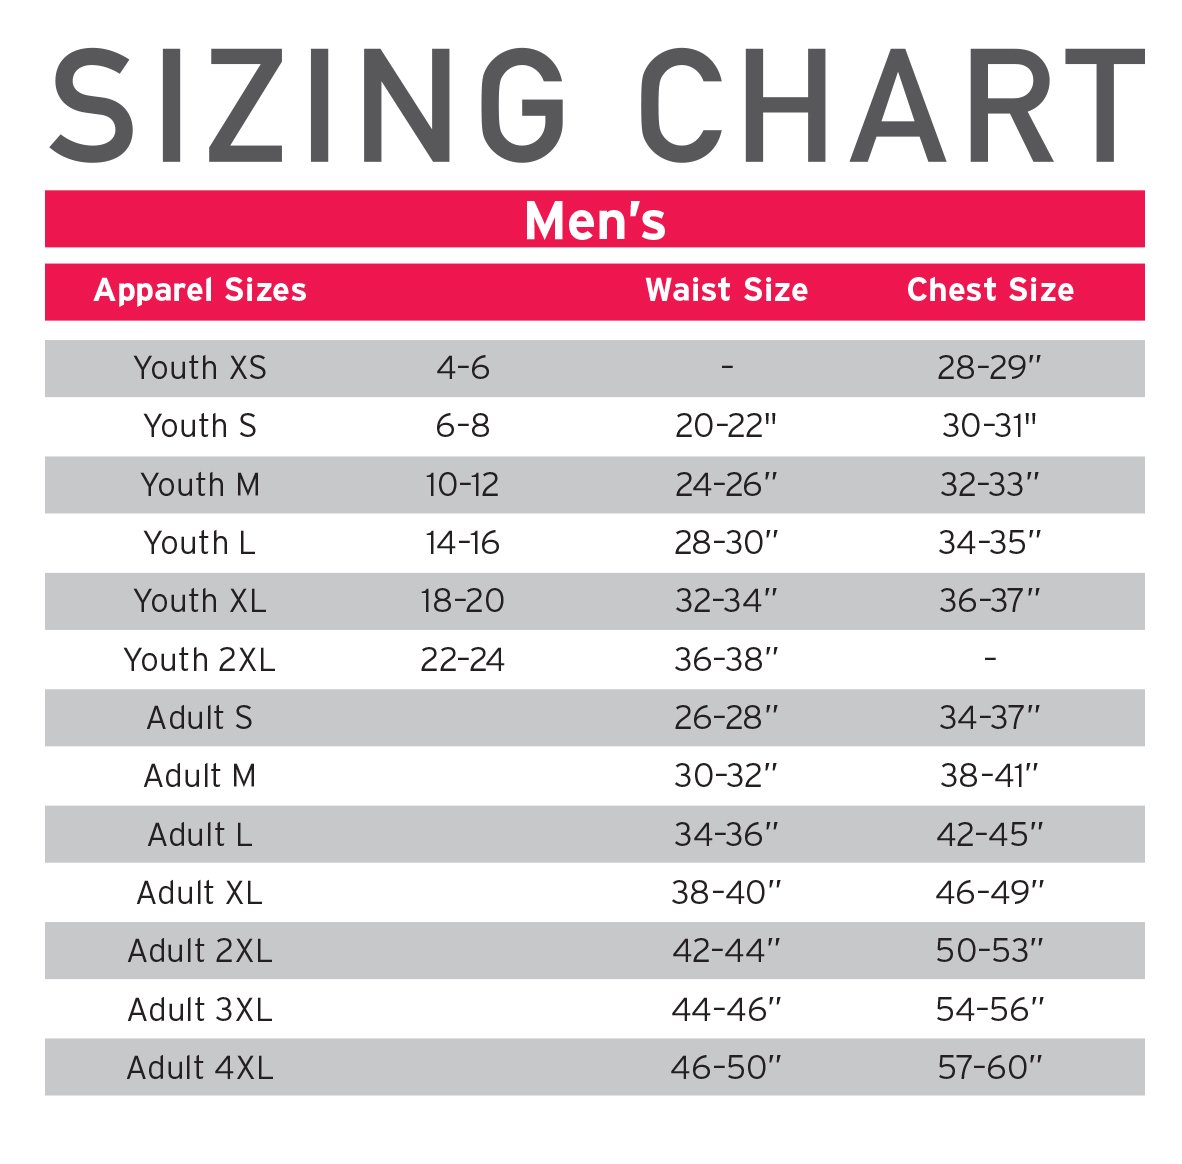 SIZING CHART
Men’s
Apparel Sizes Waist Size Chest Size
Youth XS 4–6 – 28–29”
Youth S 6–8 20–22" 30–31"
Youth M 10–12 24–26” 32–33”
Youth L 14–16 28–30” 34–35”
Youth XL 18–20 32–34” 36–37”
Youth 2XL 22–24 36–38” –
Adult S 26–28” 34–37”
Adult M 30–32” 38–41”
Adult L 34–36” 42–45”
Adult XL 38–40” 46–49”
Adult 2XL 42–44” 50–53”
Adult 3XL 44–46” 54–56”
Adult 4XL 46–50” 57–60”